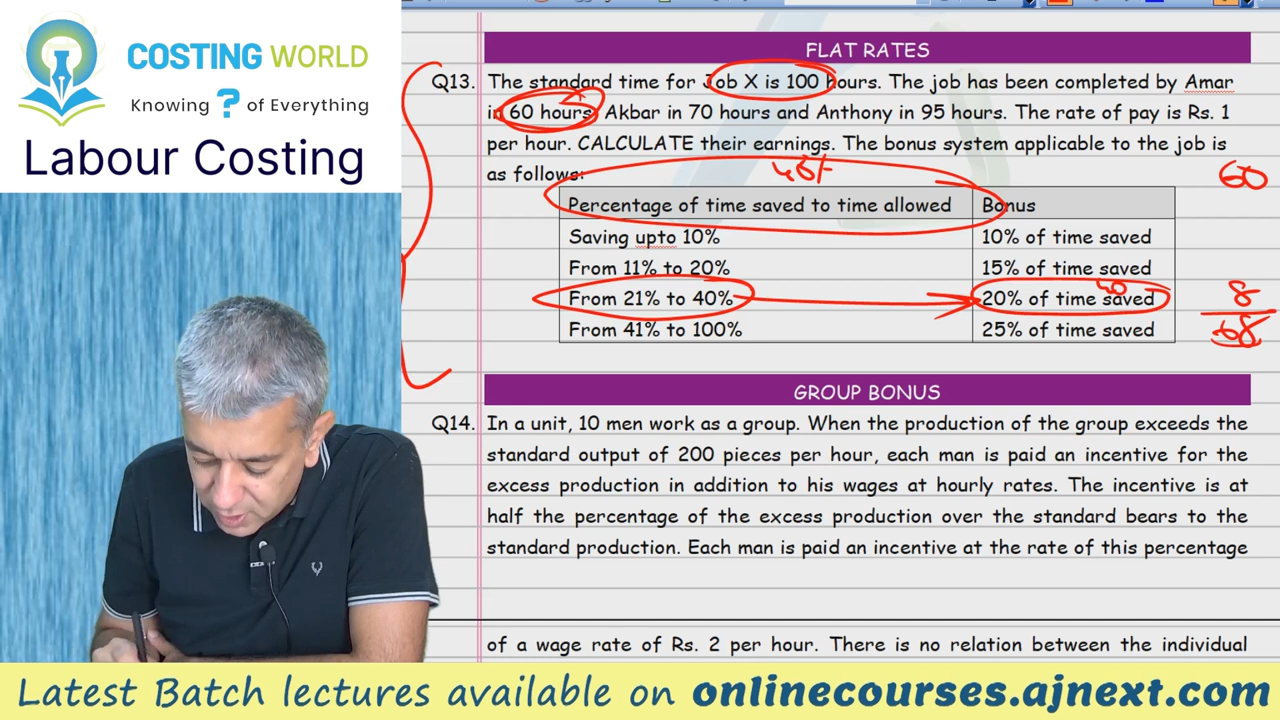 COSTING WORLD
Knowing ? of Everything
Labour Costing
FLAT RATES
Q13. The standard time for Job X is 100 hours. The job has been completed by Amar
in 60 hours, Akbar in 70 hours and Anthony in 95 hours. The rate of pay is Rs. 1
per hour. CALCULATE their earnings. The bonus system applicable to the job is
as follows:
60
Percentage of time saved to time allowed Bonus
Saving upto 10% 10% of time saved
From 11% to 20% 15% of time saved
40
From 21% to 40% 20% of time saved 8
From 41% to 100% 25% of time saved 68
GROUP BONUS
Q14. In a unit, 10 men work as a group. When the production of the group exceeds the
standard output of 200 pieces per hour, each man is paid an incentive for the
excess production in addition to his wages at hourly rates. The incentive is at
half the percentage of the excess production over the standard bears to the
standard production. Each man is paid an incentive at the rate of this percentage
of a wage rate of Rs. 2 per hour. There is no relation between the individual
Latest Batch lectures available on onlinecourses.ajnext.com